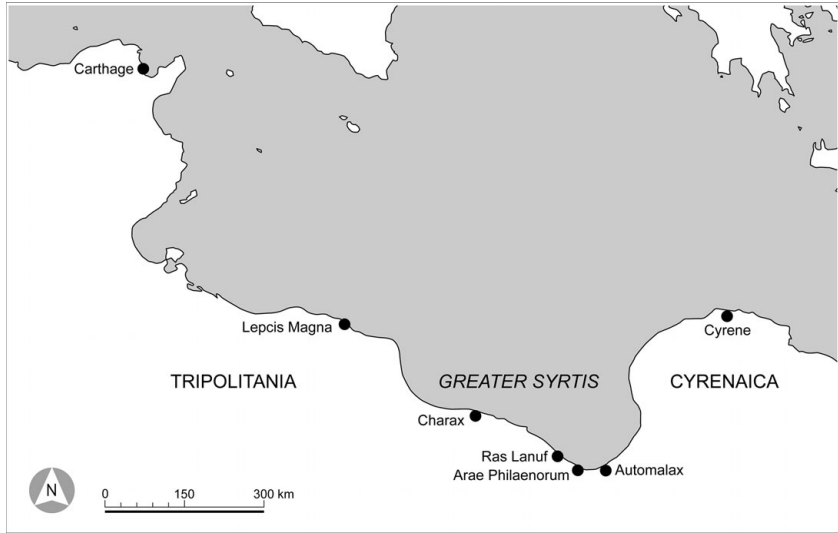 Carthage
Lepcis Magna
Cyrene
TRIPOLITANIA
GREATER SYRTIS
CYRENAICA
Charax
Ras Lanuf
Arae Philaenorum
Automalax
N
0 150 300 km